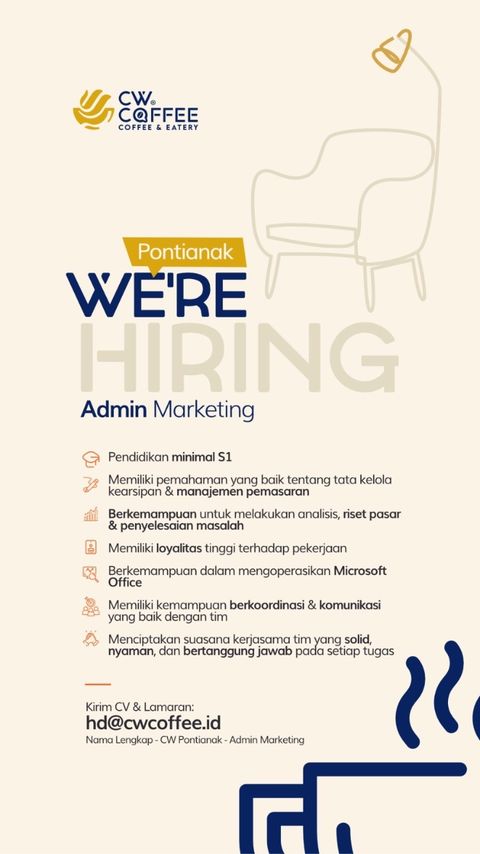 CW®
COFFEE
COFFEE & EATERY
Pontianak
WE'RE
HIRING
Admin Marketing
Pendidikan minimal S1
Memiliki pemahaman yang baik tentang tata kelola
kearsipan & manajemen pemasaran
Berkemampuan untuk melakukan analisis, riset pasar
& penyelesaian masalah
Memiliki loyalitas tinggi terhadap pekerjaan
Berkemampuan dalam mengoperasikan Microsoft
Office
Memiliki kemampuan berkoordinasi & komunikasi
yang baik dengan tim
Menciptakan suasana kerjasama tim yang solid,
nyaman, dan bertanggung jawab pada setiap tugas
Kirim CV & Lamaran:
hd@cwcoffee.id
Nama Lengkap - CW Pontianak - Admin Marketing